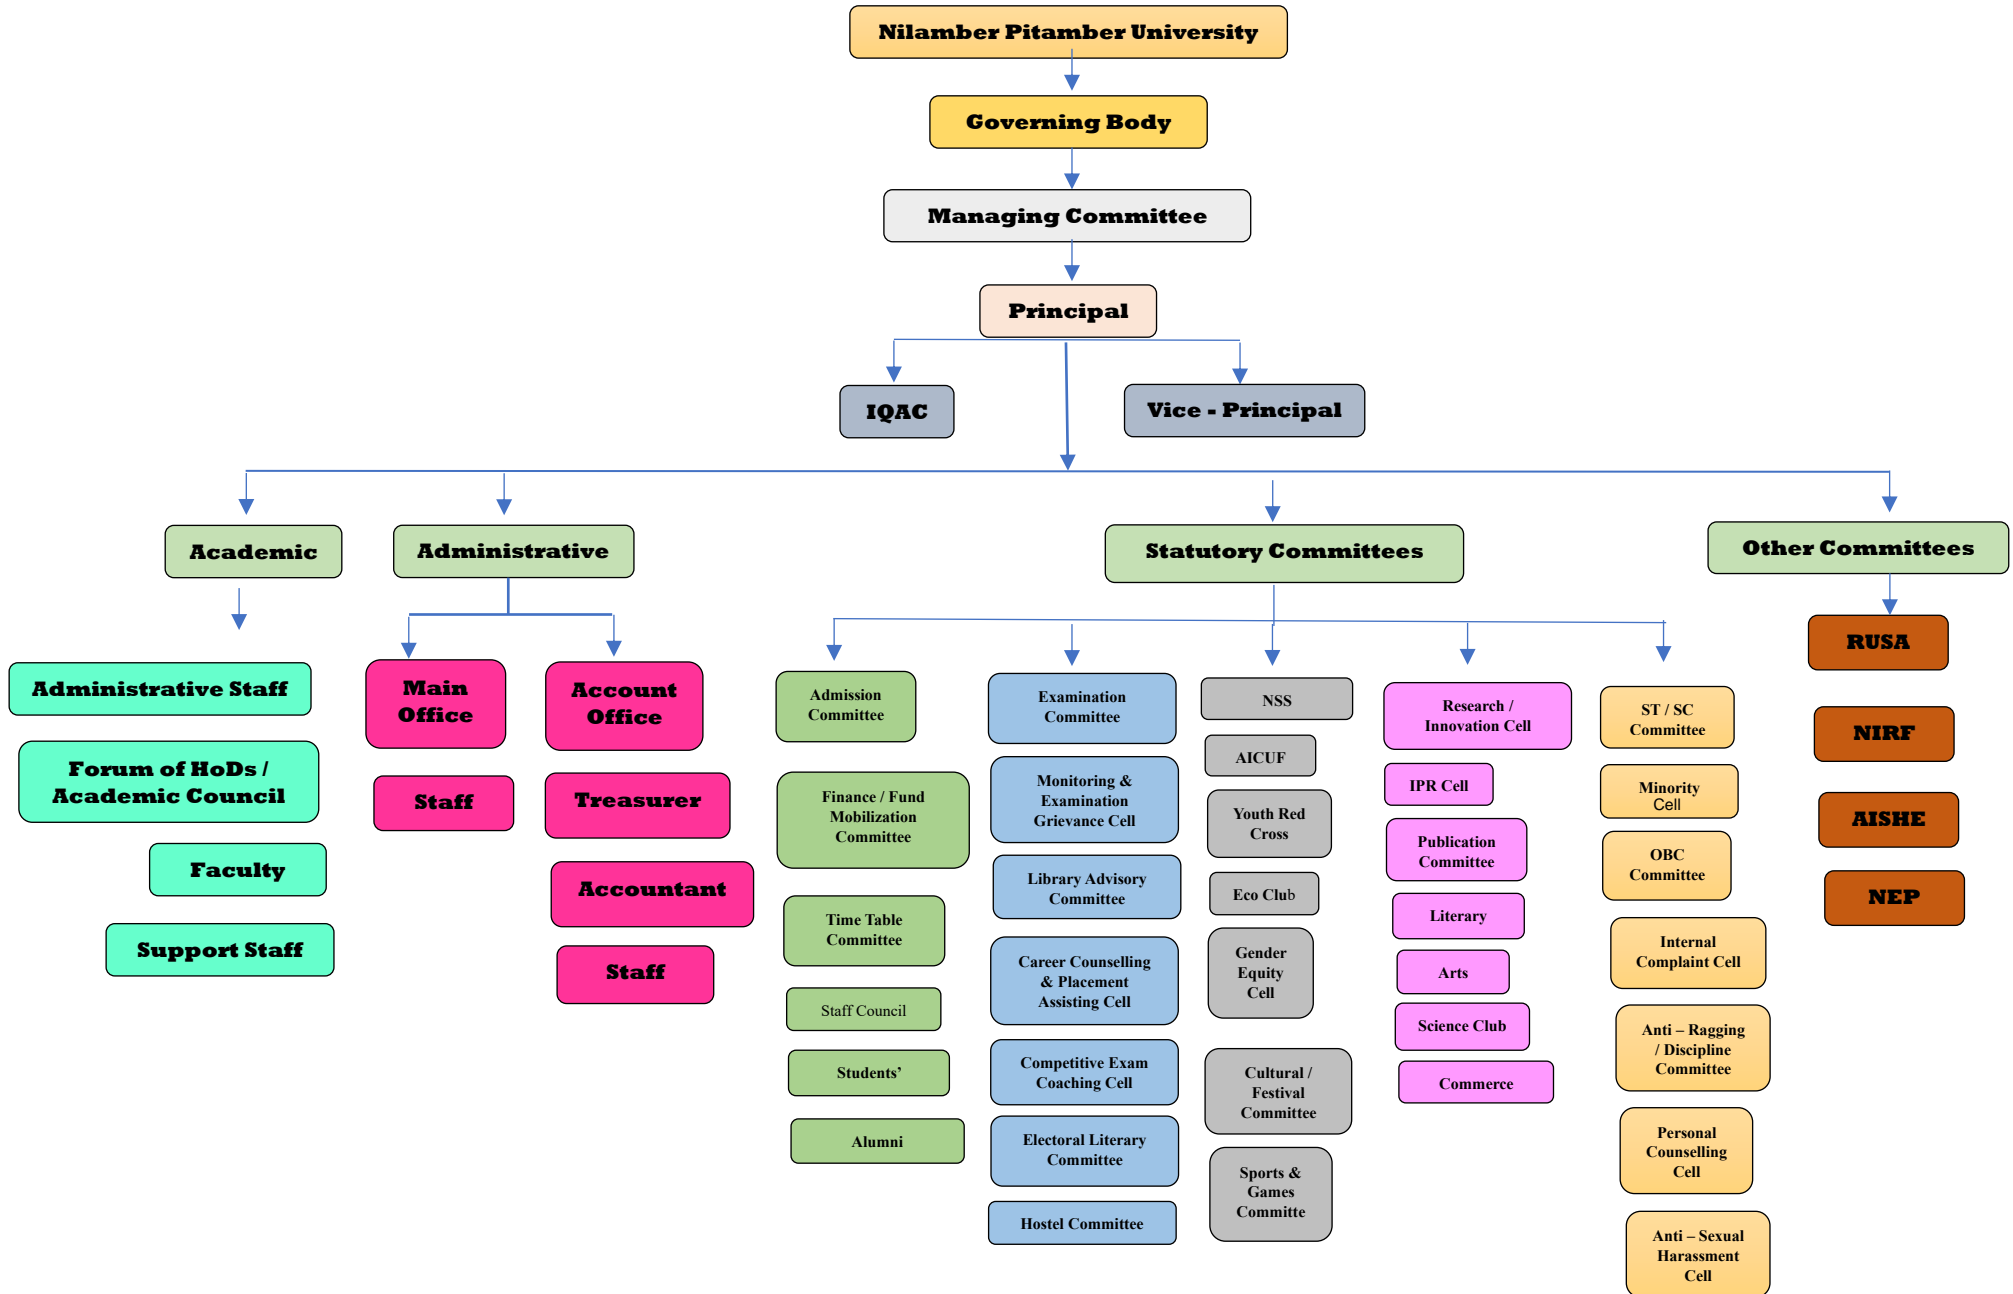 Nilamber Pitamber University
Governing Body
Managing Committee
Principal
IQAC
Vice - Principal
Academic
Administrative
Statutory Committees
Other Committees
Administrative Staff
Forum of HoDs /
Academic Council
Faculty
Support Staff
Main
Office
Staff
Account
Office
Treasurer
Accountant
Staff
Admission
Committee
Finance / Fund
Mobilization
Committee
Time Table
Committee
Staff Council
Students’
Alumni
Examination
Committee
Monitoring &
Examination
Grievance Cell
Library Advisory
Committee
Career Counselling
& Placement
Assisting Cell
Competitive Exam
Coaching Cell
Electoral Literary
Committee
Hostel Committee
NSS
AICUF
Youth Red
Cross
Eco Club
Gender
Equity
Cell
Cultural /
Festival
Committee
Sports &
Games
Committe
Research /
Innovation Cell
IPR Cell
Publication
Committee
Literary
Arts
Science Club
Commerce
ST / SC
Committee
Minority
Cell
OBC
Committee
Internal
Complaint Cell
Anti – Ragging
/ Discipline
Committee
Personal
Counselling
Cell
Anti – Sexual
Harassment
Cell
RUSA
NIRF
AISHE
NEP